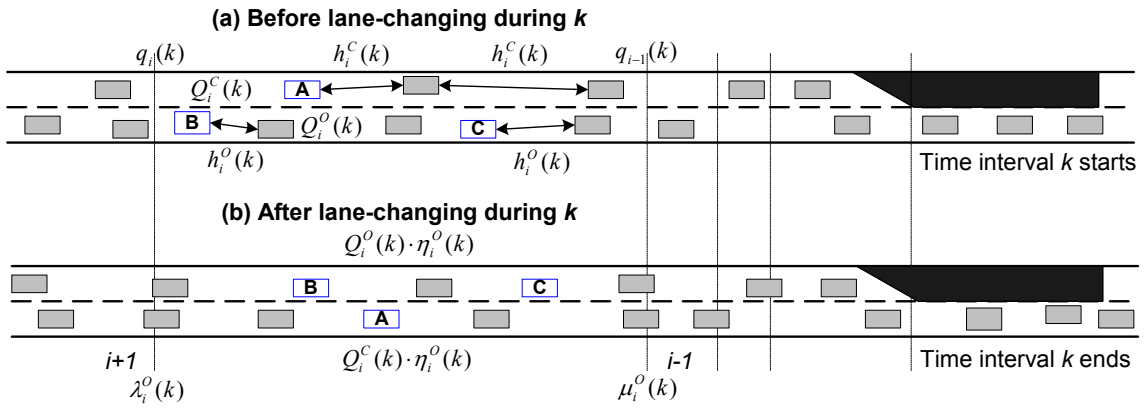 (a) Before lane-changing during k
q_i(k) h_i^C(k) h_i^C(k) q_{i-1}(k)
Q_i^C(k) A
B Q_i^O(k) C
h_i^O(k) h_i^O(k) Time interval k starts
(b) After lane-changing during k
Q_i^O(k)·η_i^O(k)
B C
A
i+1 Q_i^C(k)·η_i^O(k) i-1 Time interval k ends
λ_i^O(k) μ_i^O(k)